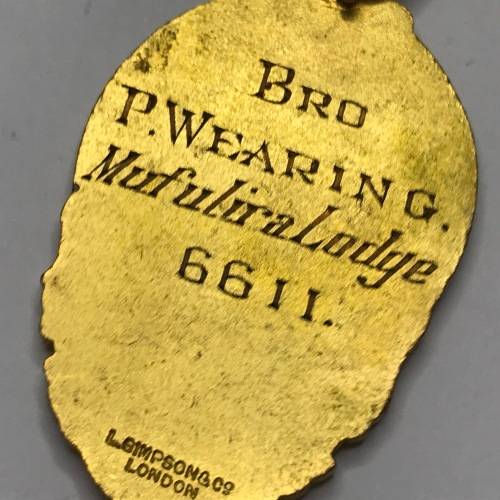 BRO
P. WEARING.
Mufulira Lodge
6611.
L. SIMPSON & Co
LONDON